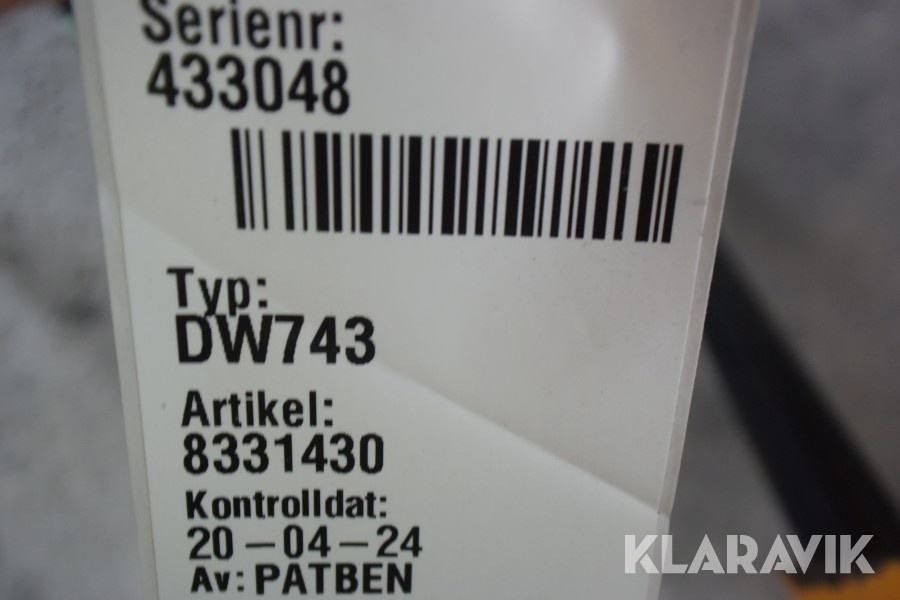 Serienr:
433048
Typ:
DW743
Artikel:
8331430
Kontrolldat:
20-04-24
Av: PATBEN
KLARAVIK